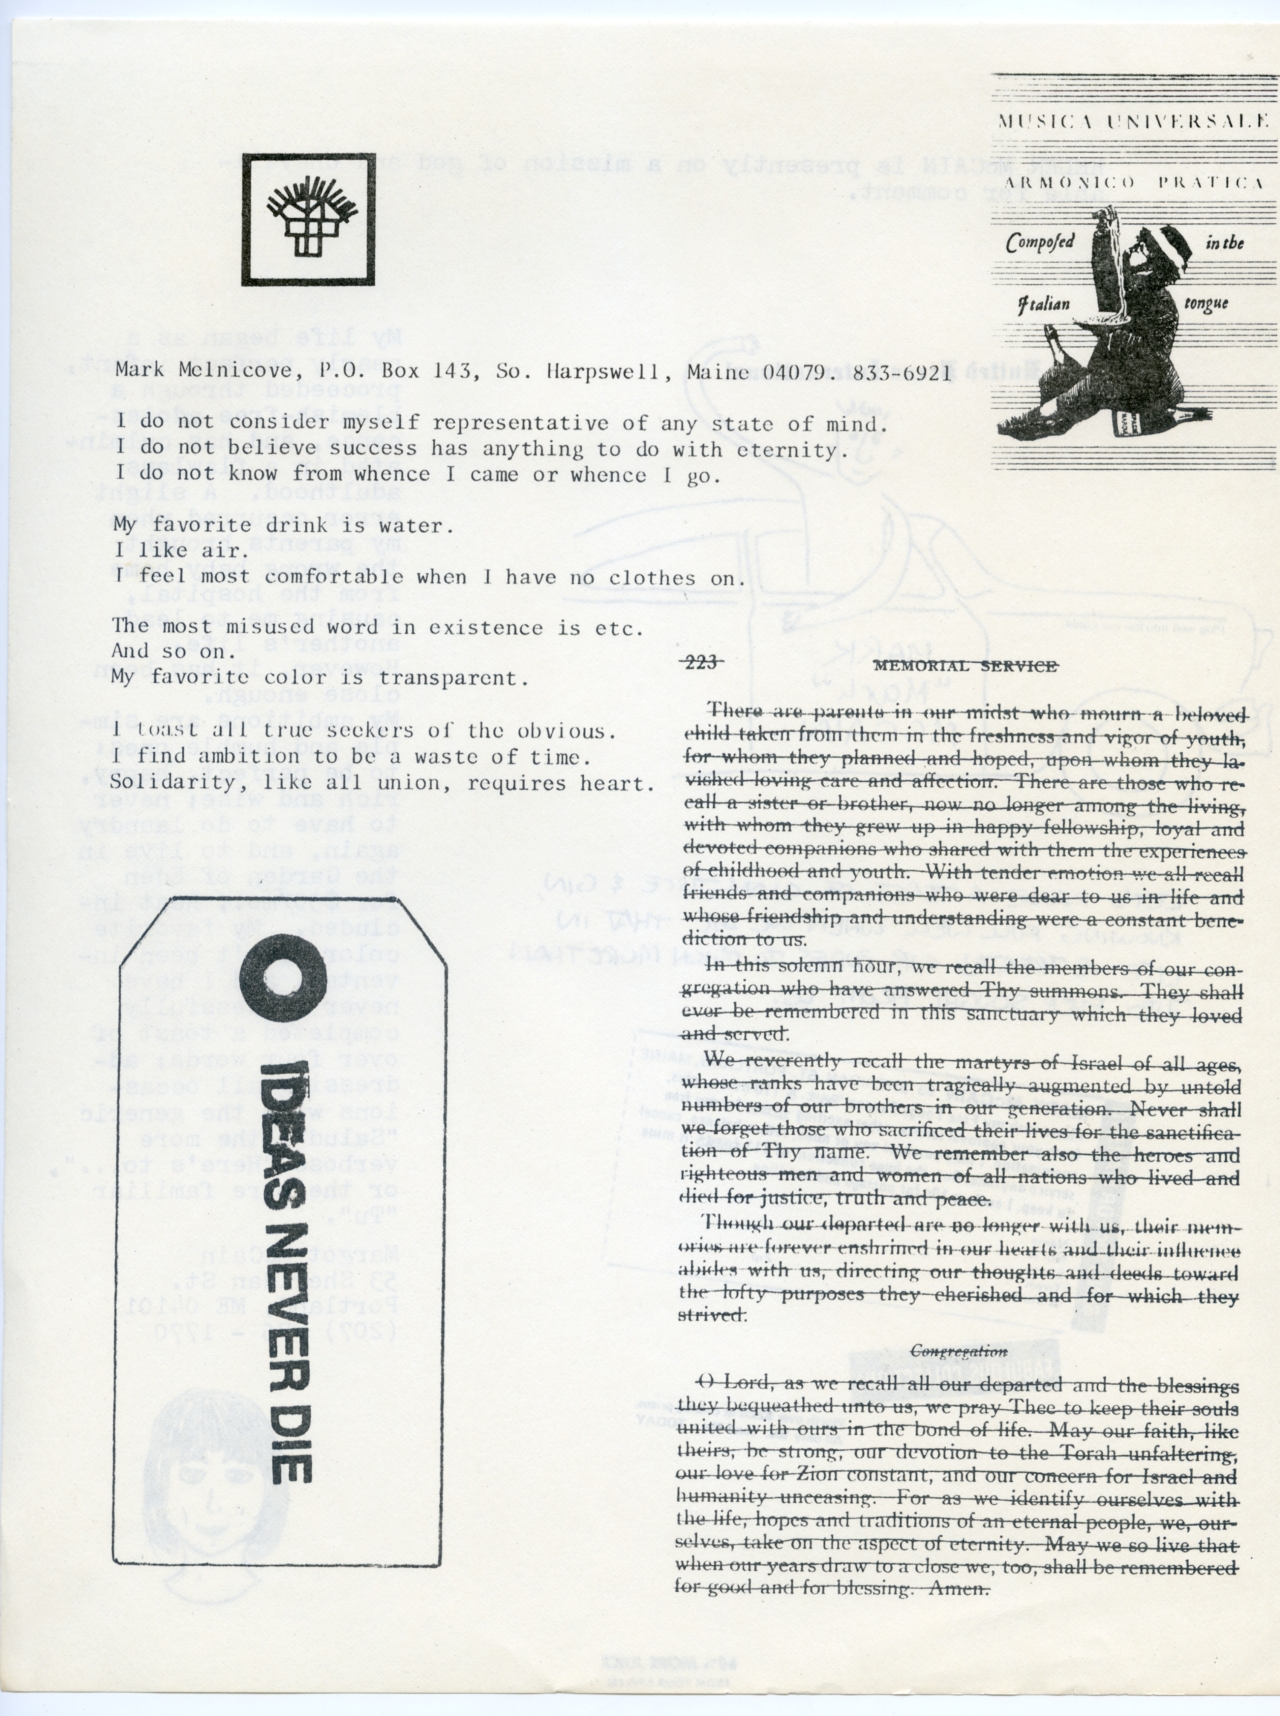 MUSICA UNIVERSALE
ARMONICO PRATICA
Composed in the
Italian tongue
Mark Melnicove, P.O. Box 143, So. Harpswell, Maine 04079. 833-6921
I do not consider myself representative of any state of mind.
I do not believe success has anything to do with eternity.
I do not know from whence I came or whence I go.
My favorite drink is water.
I like air.
I feel most comfortable when I have no clothes on.
The most misused word in existence is etc.
And so on.
My favorite color is transparent.
I toast all true seekers of the obvious.
I find ambition to be a waste of time.
Solidarity, like all union, requires heart.
IDEAS NEVER DIE
223 MEMORIAL SERVICE
There are parents in our midst who mourn a beloved
child taken from them in the freshness and vigor of youth,
for whom they planned and hoped, upon whom they la-
vished loving care and affection. There are those who re-
call a sister or brother, now no longer among the living,
with whom they grew up in happy fellowship, loyal and
devoted companions who shared with them the experiences
of childhood and youth. With tender emotion we all recall
friends and companions who were dear to us in life and
whose friendship and understanding were a constant bene-
diction to us.
In this solemn hour, we recall the members of our con-
gregation who have answered Thy summons. They shall
ever be remembered in this sanctuary which they loved
and served.
We reverently recall the martyrs of Israel of all ages,
whose ranks have been tragically augmented by untold
numbers of our brothers in our generation. Never shall
we forget those who sacrificed their lives for the sanctifica-
tion of Thy name. We remember also the heroes and
righteous men and women of all nations who lived and
died for justice, truth and peace.
Though our departed are no longer with us, their mem-
ories are forever enshrined in our hearts and their influence
abides with us, directing our thoughts and deeds toward
the lofty purposes they cherished and for which they
strived.
Congregation
O Lord, as we recall all our departed and the blessings
they bequeathed unto us, we pray Thee to keep their souls
united with ours in the bond of life. May our faith, like
theirs, be strong, our devotion to the Torah unfaltering,
our love for Zion constant, and our concern for Israel and
humanity unceasing. For as we identify ourselves with
the life, hopes and traditions of an eternal people, we, our-
selves, take on the aspect of eternity. May we so live that
when our years draw to a close we, too, shall be remembered
for good and for blessing. Amen.